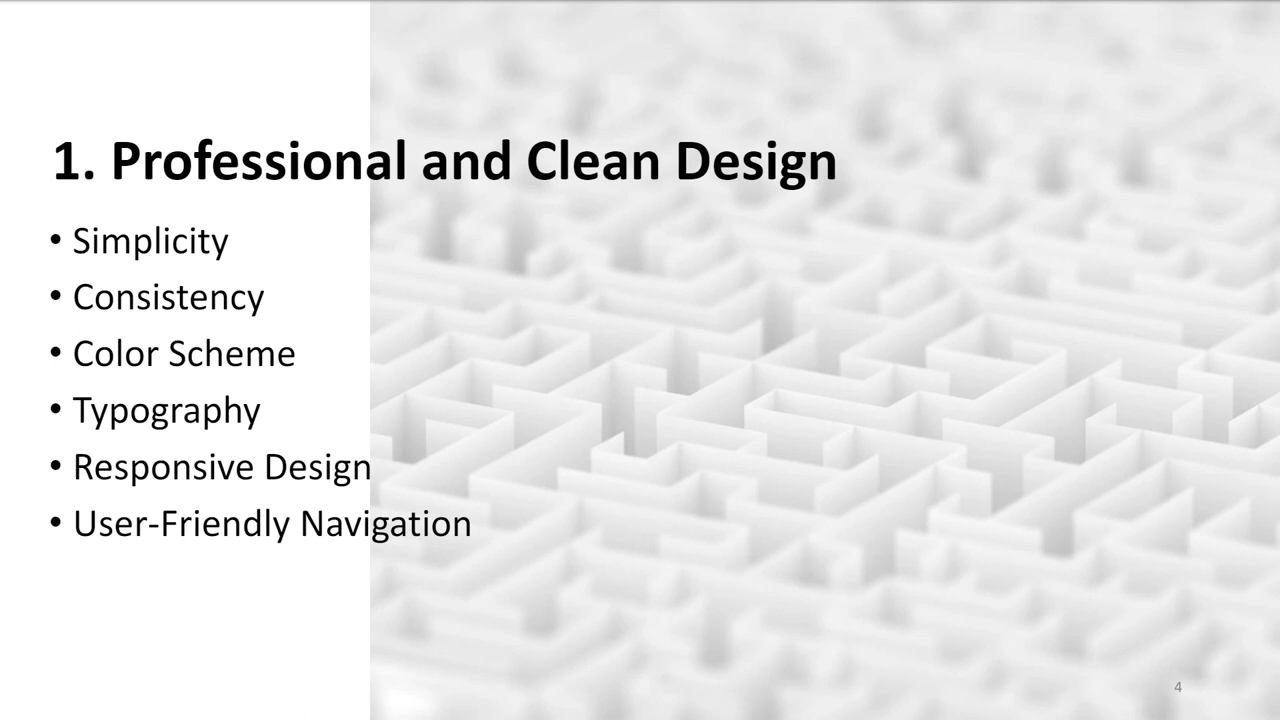 1. Professional and Clean Design
• Simplicity
• Consistency
• Color Scheme
• Typography
• Responsive Design
• User-Friendly Navigation
4